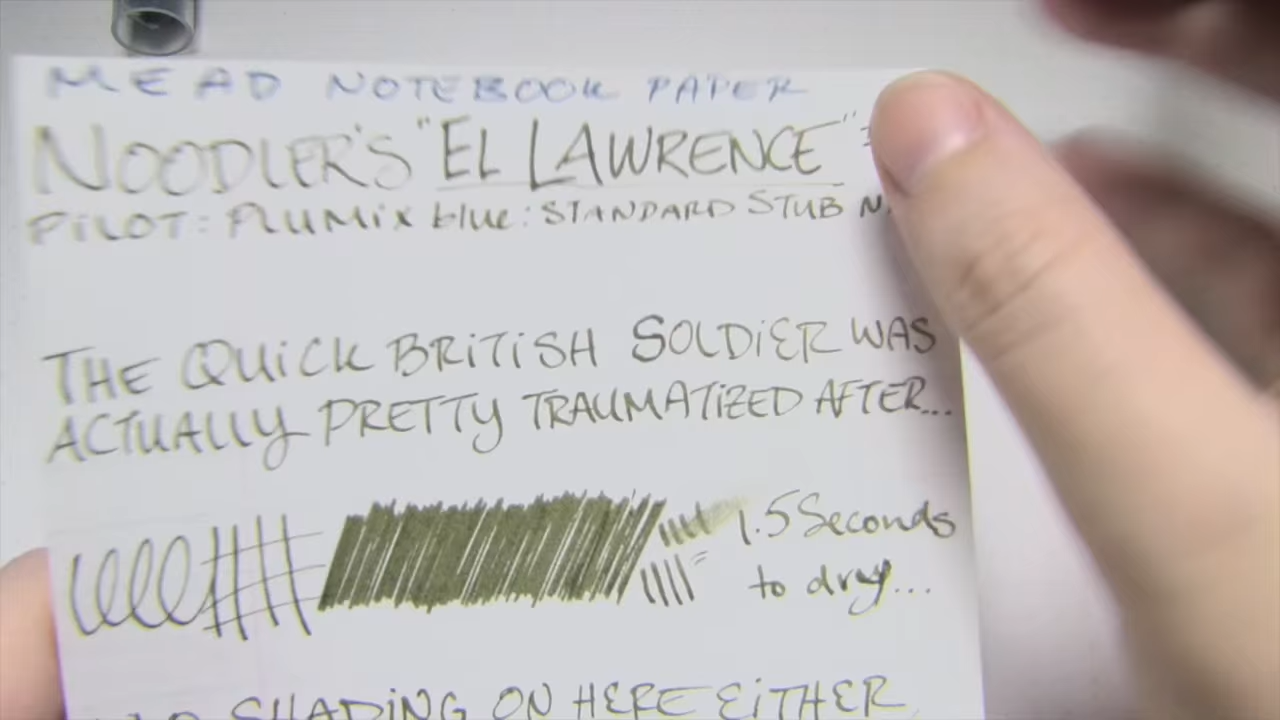 MEAD NOTEBOOK PAPER
NOODLER'S "EL LAWRENCE"
PILOT: PLUMIX blue: STANDARD STUB
THE QUICK BRITISH SOLDIER WAS
ACTUALLY PRETTY TRAUMATIZED AFTER...
1.5 Seconds
to dry...
SHADING ON HERE EITHER